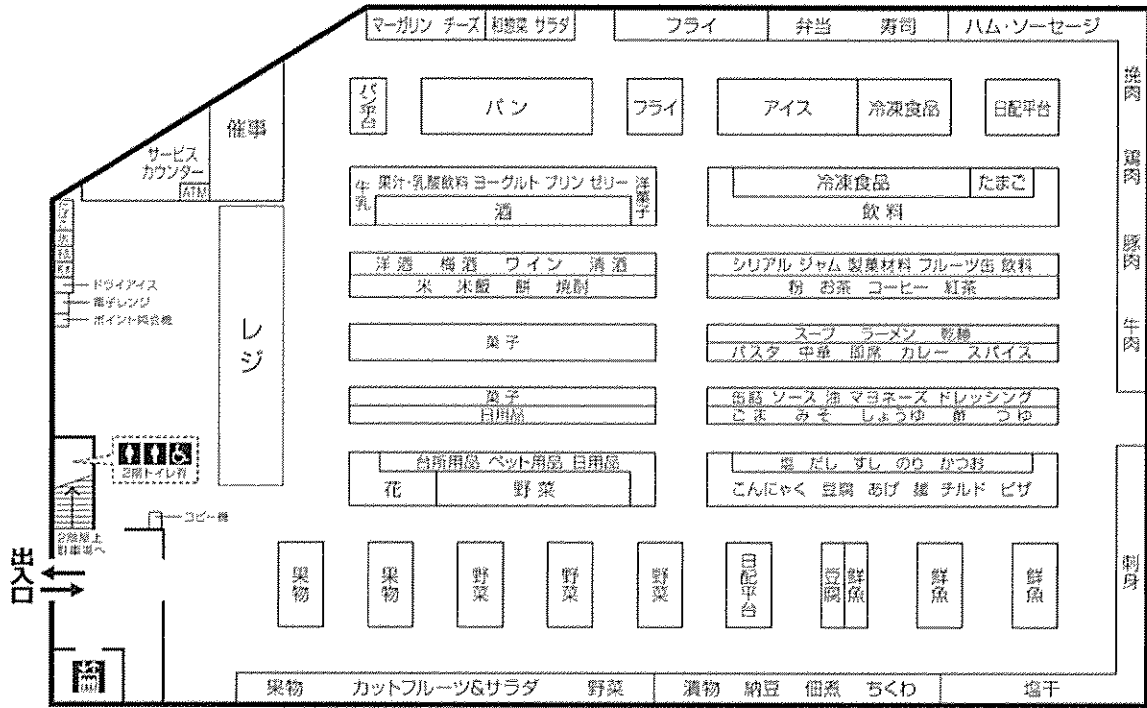 マーガリン チーズ 和惣菜 サラダ フライ 弁当 寿司 ハム・ソーセージ
パン平台 パン フライ アイス 冷凍食品 日配平台
挽肉
鶏肉
豚肉
牛肉
刺身
催事
サービス
カウンター
ATM
牛乳 果汁・乳酸飲料 ヨーグルト プリン ゼリー 洋菓子
酒
冷凍食品 たまご
飲料
洋酒 梅酒 ワイン 清酒
米 米飯 餅 焼酎
シリアル ジャム 製菓材料 フルーツ缶 飲料
粉 お茶 コーヒー 紅茶
ドライアイス
電子レンジ
ポイント照会機
レジ
菓子
スープ ラーメン 乾麺
パスタ 中華 即席 カレー スパイス
菓子
日用品
缶詰 ソース 油 マヨネーズ ドレッシング
ごま みそ しょうゆ 酢 つゆ
2階トイレ有
台所用品 ペット用品 日用品
花 野菜
塩 だし すし のり かつお
こんにゃく 豆腐 あげ 麺 チルド ピザ
コピー機
2階屋上
駐車場へ
出入口
果物 果物 野菜 野菜 野菜 日配平台 豆腐 鮮魚 鮮魚 鮮魚
果物 カットフルーツ&サラダ 野菜 漬物 納豆 佃煮 ちくわ 塩干